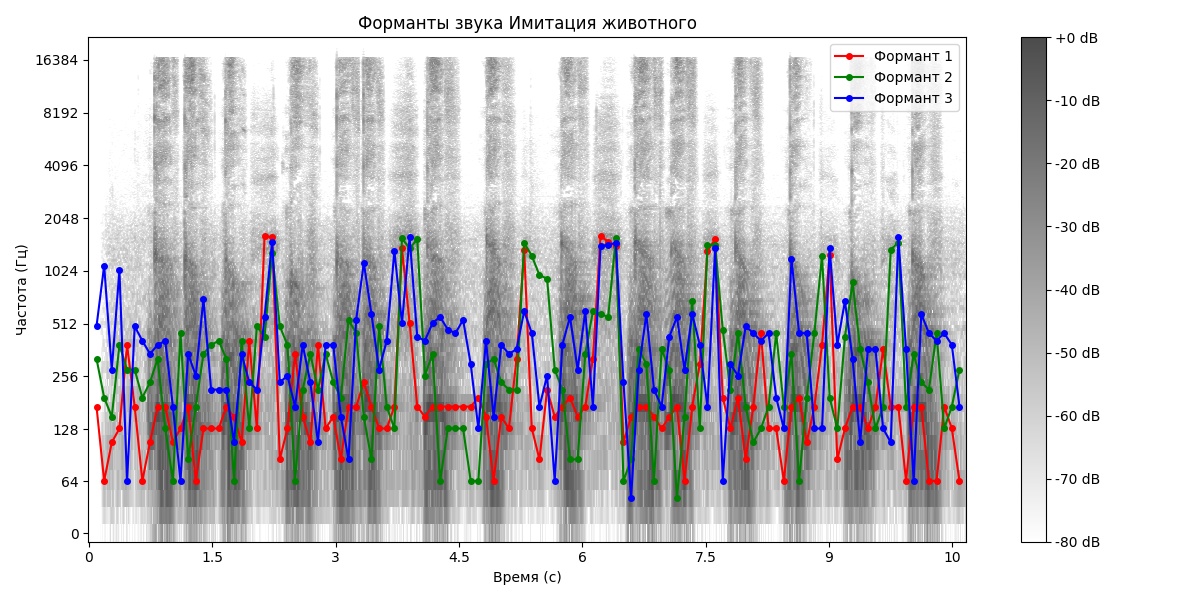 Форманты звука Имитация животного
Формант 1
Формант 2
Формант 3
Частота (Гц)
16384
8192
4096
2048
1024
512
256
128
64
0
0 1.5 3 4.5 6 7.5 9 10
Время (с)
+0 dB
-10 dB
-20 dB
-30 dB
-40 dB
-50 dB
-60 dB
-70 dB
-80 dB